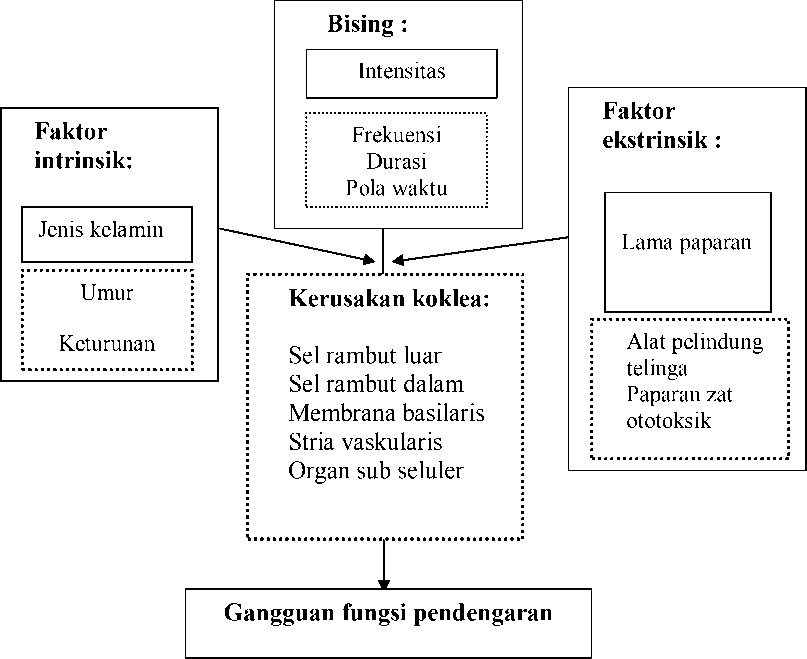 Bising :
Intensitas
Frekuensi
Durasi
Pola waktu
Faktor
intrinsik:
Jenis kelamin
Umur
Keturunan
Faktor
ekstrinsik :
Lama paparan
Alat pelindung
telinga
Paparan zat
ototoksik
Kerusakan koklea:
Sel rambut luar
Sel rambut dalam
Membrana basilaris
Stria vaskularis
Organ sub seluler
Gangguan fungsi pendengaran